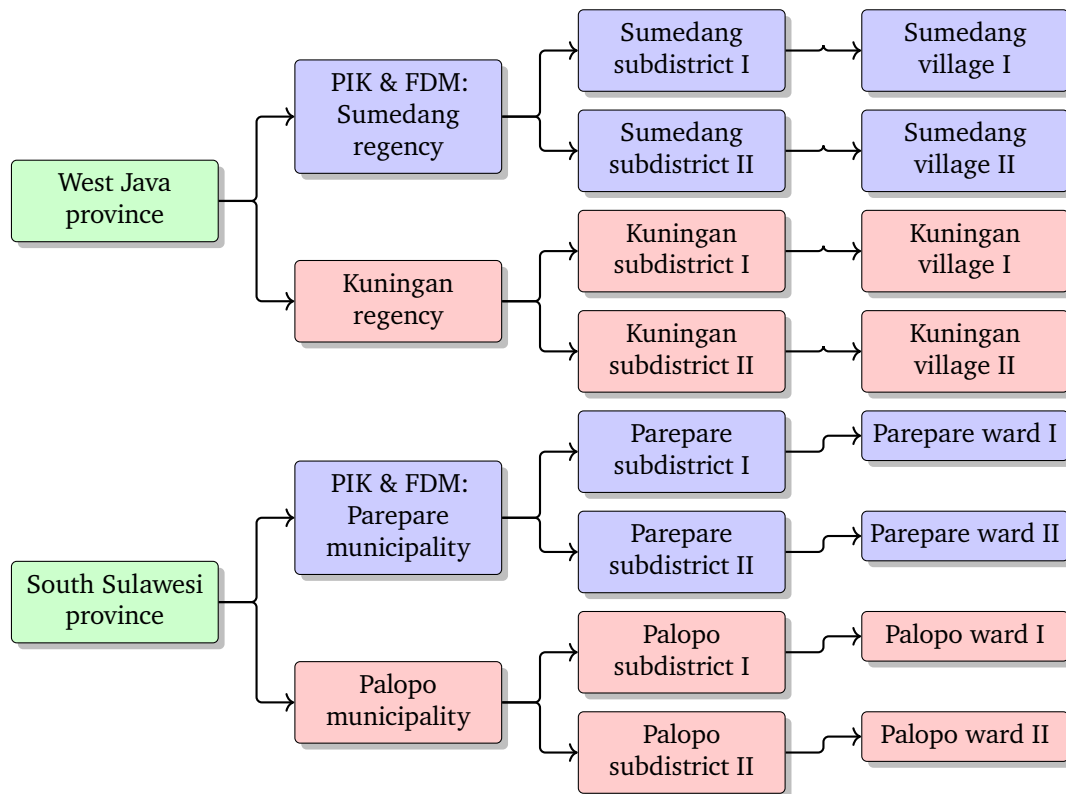 West Java
province
PIK & FDM:
Sumedang
regency
Sumedang
subdistrict I
Sumedang
village I
Sumedang
subdistrict II
Sumedang
village II
Kuningan
regency
Kuningan
subdistrict I
Kuningan
village I
Kuningan
subdistrict II
Kuningan
village II
South Sulawesi
province
PIK & FDM:
Parepare
municipality
Parepare
subdistrict I
Parepare ward I
Parepare
subdistrict II
Parepare ward II
Palopo
municipality
Palopo
subdistrict I
Palopo ward I
Palopo
subdistrict II
Palopo ward II